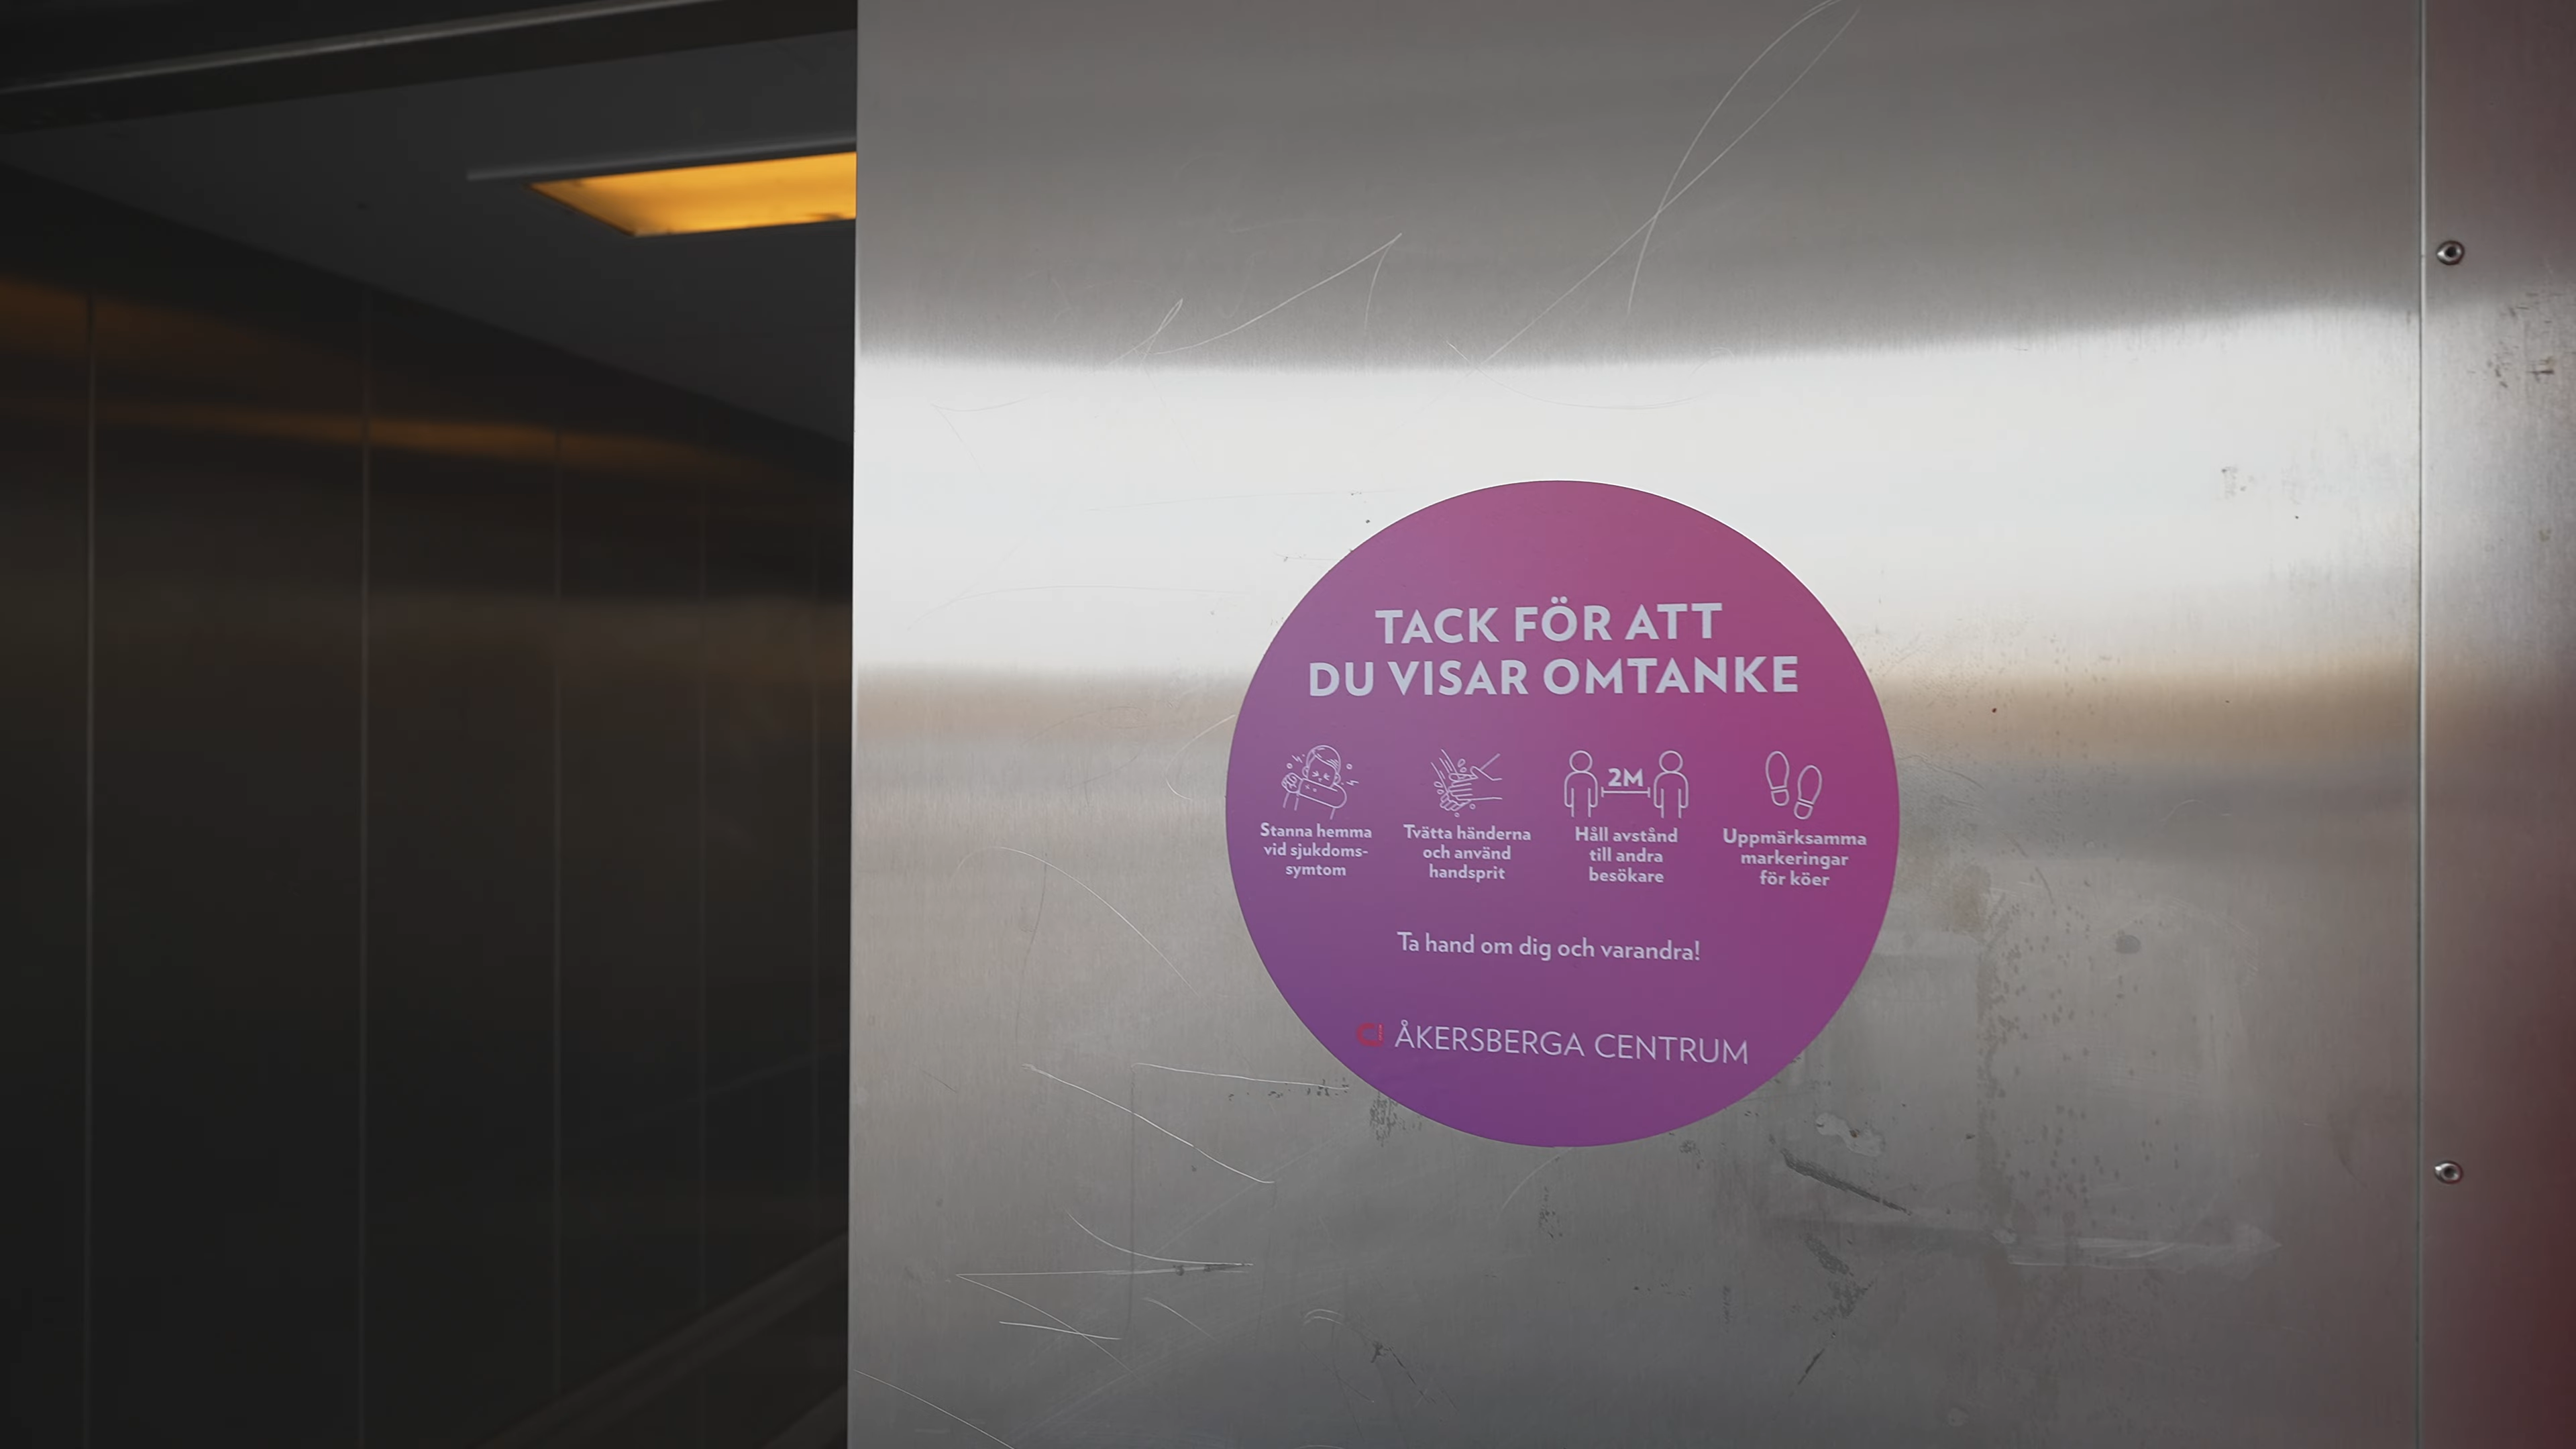 TACK FÖR ATT
DU VISAR OMTANKE
Stanna hemma
vid sjukdoms-
symtom
Tvätta händerna
och använd
handsprit
2M
Håll avstånd
till andra
besökare
Uppmärksamma
markeringar
för köer
Ta hand om dig och varandra!
ÅKERSBERGA CENTRUM